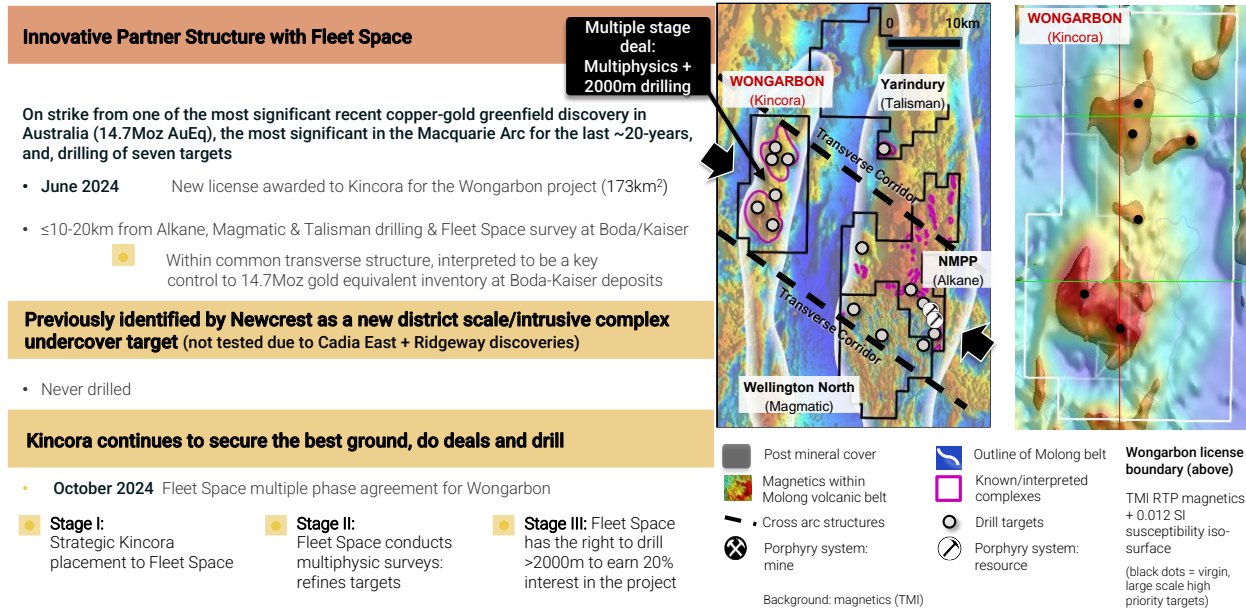 Innovative Partner Structure with Fleet Space
On strike from one of the most significant recent copper-gold greenfield discovery in
Australia (14.7Moz AuEq), the most significant in the Macquarie Arc for the last ~20-years,
and, drilling of seven targets
• June 2024 New license awarded to Kincora for the Wongarbon project (173km²)
• ≤10-20km from Alkane, Magmatic & Talisman drilling & Fleet Space survey at Boda/Kaiser
Within common transverse structure, interpreted to be a key
control to 14.7Moz gold equivalent inventory at Boda-Kaiser deposits
Previously identified by Newcrest as a new district scale/intrusive complex
undercover target (not tested due to Cadia East + Ridgeway discoveries)
• Never drilled
Kincora continues to secure the best ground, do deals and drill
• October 2024 Fleet Space multiple phase agreement for Wongarbon
Stage I:
Strategic Kincora
placement to Fleet Space
Stage II:
Fleet Space conducts
multiphysic surveys:
refines targets
Stage III: Fleet Space
has the right to drill
>2000m to earn 20%
interest in the project
Multiple stage
deal:
Multiphysics +
2000m drilling
0 10km
WONGARBON
(Kincora)
Yarindury
(Talisman)
Transverse Corridor
NMPP
(Alkane)
Transverse Corridor
Wellington North
(Magmatic)
WONGARBON
(Kincora)
Post mineral cover
Magnetics within
Molong volcanic belt
Cross arc structures
Porphyry system:
mine
Outline of Molong belt
Known/interpreted
complexes
Drill targets
Porphyry system:
resource
Background: magnetics (TMI)
Wongarbon license
boundary (above)
TMI RTP magnetics
+ 0.012 SI
susceptibility iso-
surface
(black dots = virgin,
large scale high
priority targets)